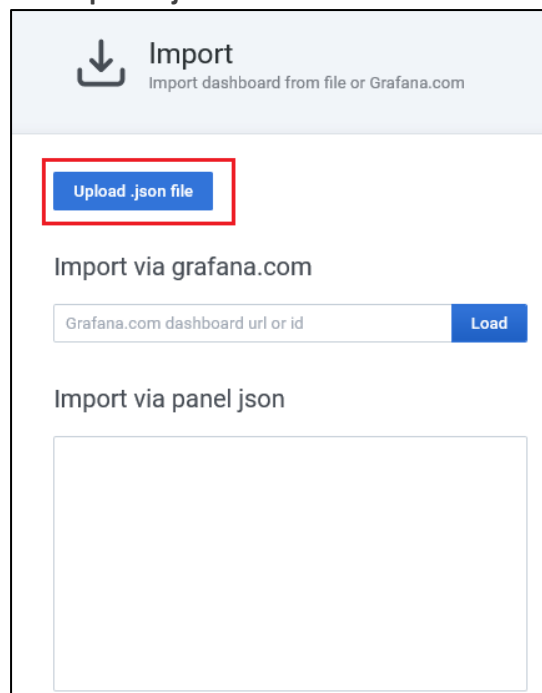 Import
Import dashboard from file or Grafana.com
Upload .json file
Import via grafana.com
Grafana.com dashboard url or id
Load
Import via panel json